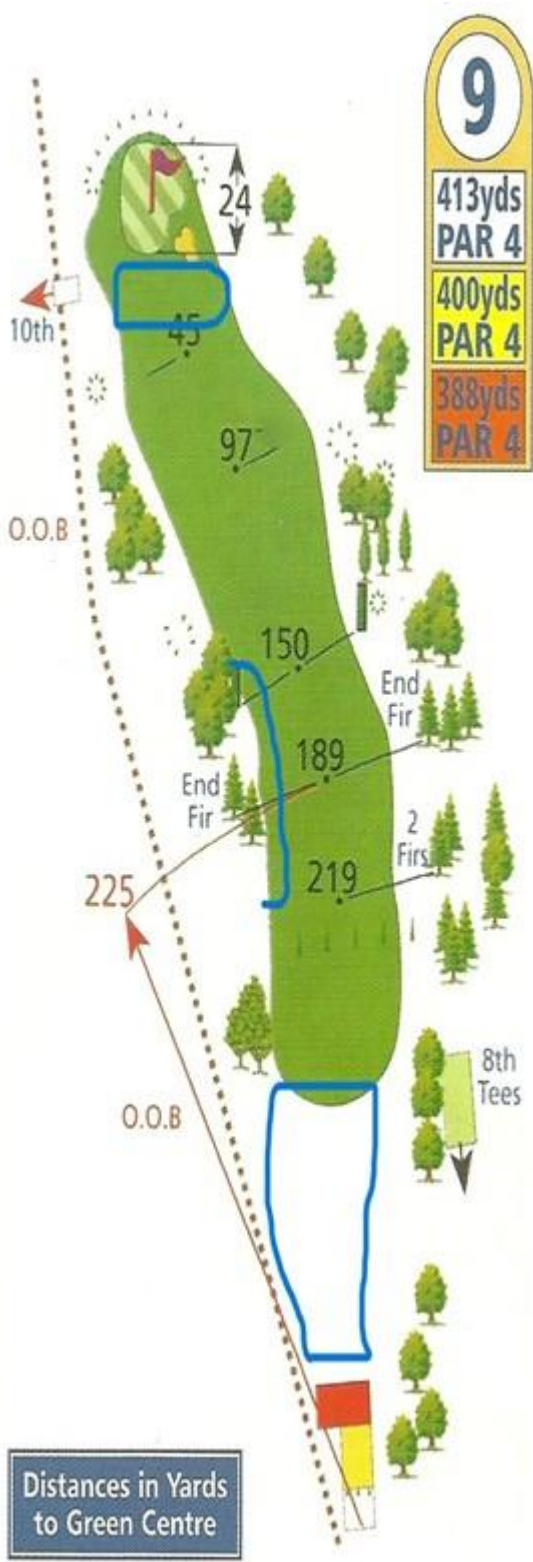 9
413yds
PAR 4
400yds
PAR 4
388yds
PAR 4
24
10th
45
97
O.O.B
150
End
Fir
189
End
Fir
2
Firs
219
225
8th
Tees
O.O.B
Distances in Yards
to Green Centre